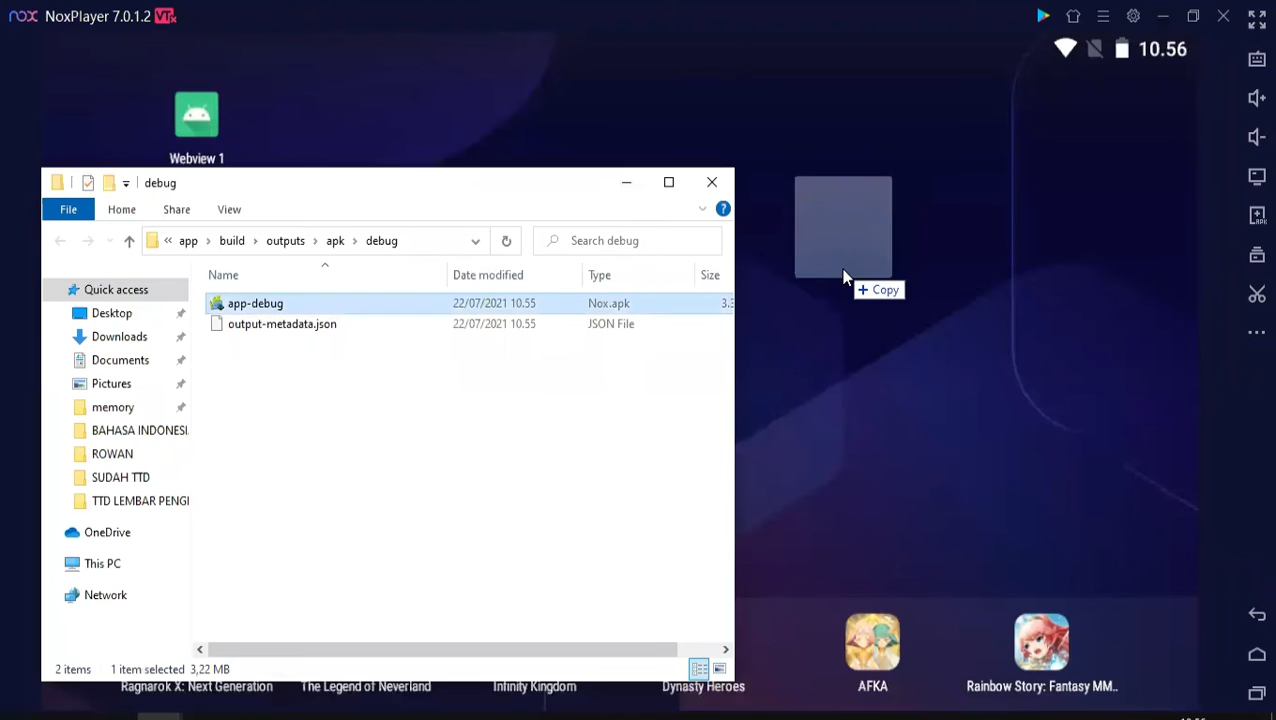 nox NoxPlayer 7.0.1.2 VTx
10.56
Webview 1
debug
File Home Share View ?
« app > build > outputs > apk > debug
Search debug
Name Date modified Type Size
Quick access
app-debug 22/07/2021 10.55 Nox.apk
output-metadata.json 22/07/2021 10.55 JSON File
Desktop
Downloads
Documents
Pictures
memory
BAHASA INDONESI
ROWAN
SUDAH TTD
TTD LEMBAR PENGI
OneDrive
This PC
Network
+ Copy
2 items 1 item selected 3,22 MB
Ragnarok X: Next Generation The Legend of Neverland Infinity Kingdom Dynasty Heroes AFKA Rainbow Story: Fantasy MM..